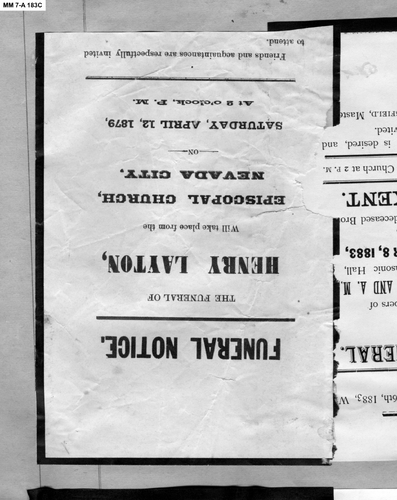 MM 7-A 183C
FUNERAL NOTICE.
THE FUNERAL OF
HENRY LAYTON,
Will take place from the
EPISCOPAL CHURCH,
NEVADA CITY.
—ON—
SATURDAY, APRIL 12, 1879,
At 2 o'clock, P. M.
Friends and acquaintances are respectfully invited
to attend.
6th, 1883, W
ERAL.
bers of
AND A. M.
asonic Hall,
R 8, 1883,
deceased Bro
ENT.
Church at 2 P. M.
is desired, and
vited.
SFIELD, Maste